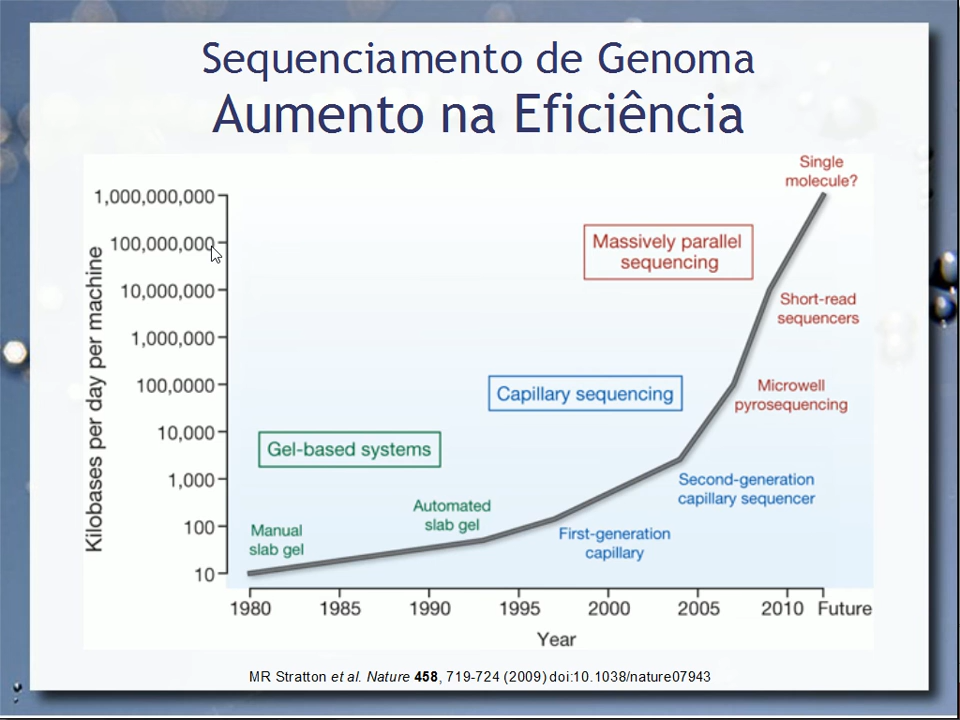 Sequenciamento de Genoma
Aumento na Eficiência
Single
molecule?
1,000,000,000
100,000,000
10,000,000
1,000,000
100,0000
10,000
1,000
100
10
Kilobases per day per machine
Massively parallel
sequencing
Short-read
sequencers
Microwell
pyrosequencing
Capillary sequencing
Gel-based systems
Second-generation
capillary sequencer
Automated
slab gel
Manual
slab gel
First-generation
capillary
1980 1985 1990 1995 2000 2005 2010 Future
Year
MR Stratton et al. Nature 458, 719-724 (2009) doi:10.1038/nature07943